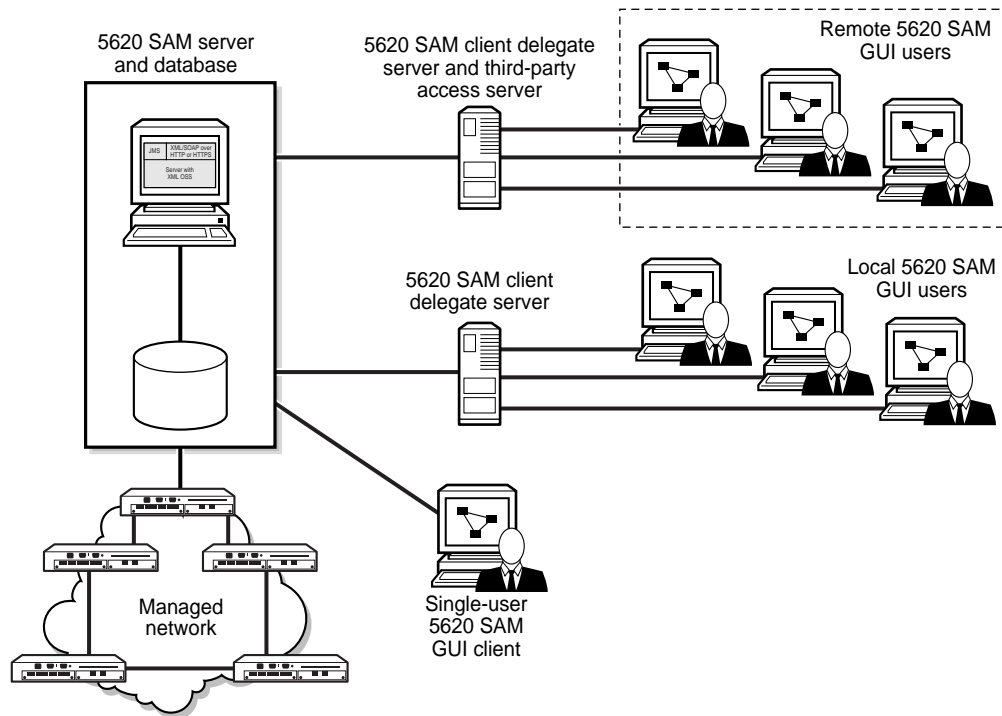 5620 SAM server
and database
5620 SAM client delegate
server and third-party
access server
Remote 5620 SAM
GUI users
JMS
XML/SOAP over
HTTP or HTTPS
Server with
XML OSS
5620 SAM client
delegate server
Local 5620 SAM
GUI users
Managed
network
Single-user
5620 SAM
GUI client